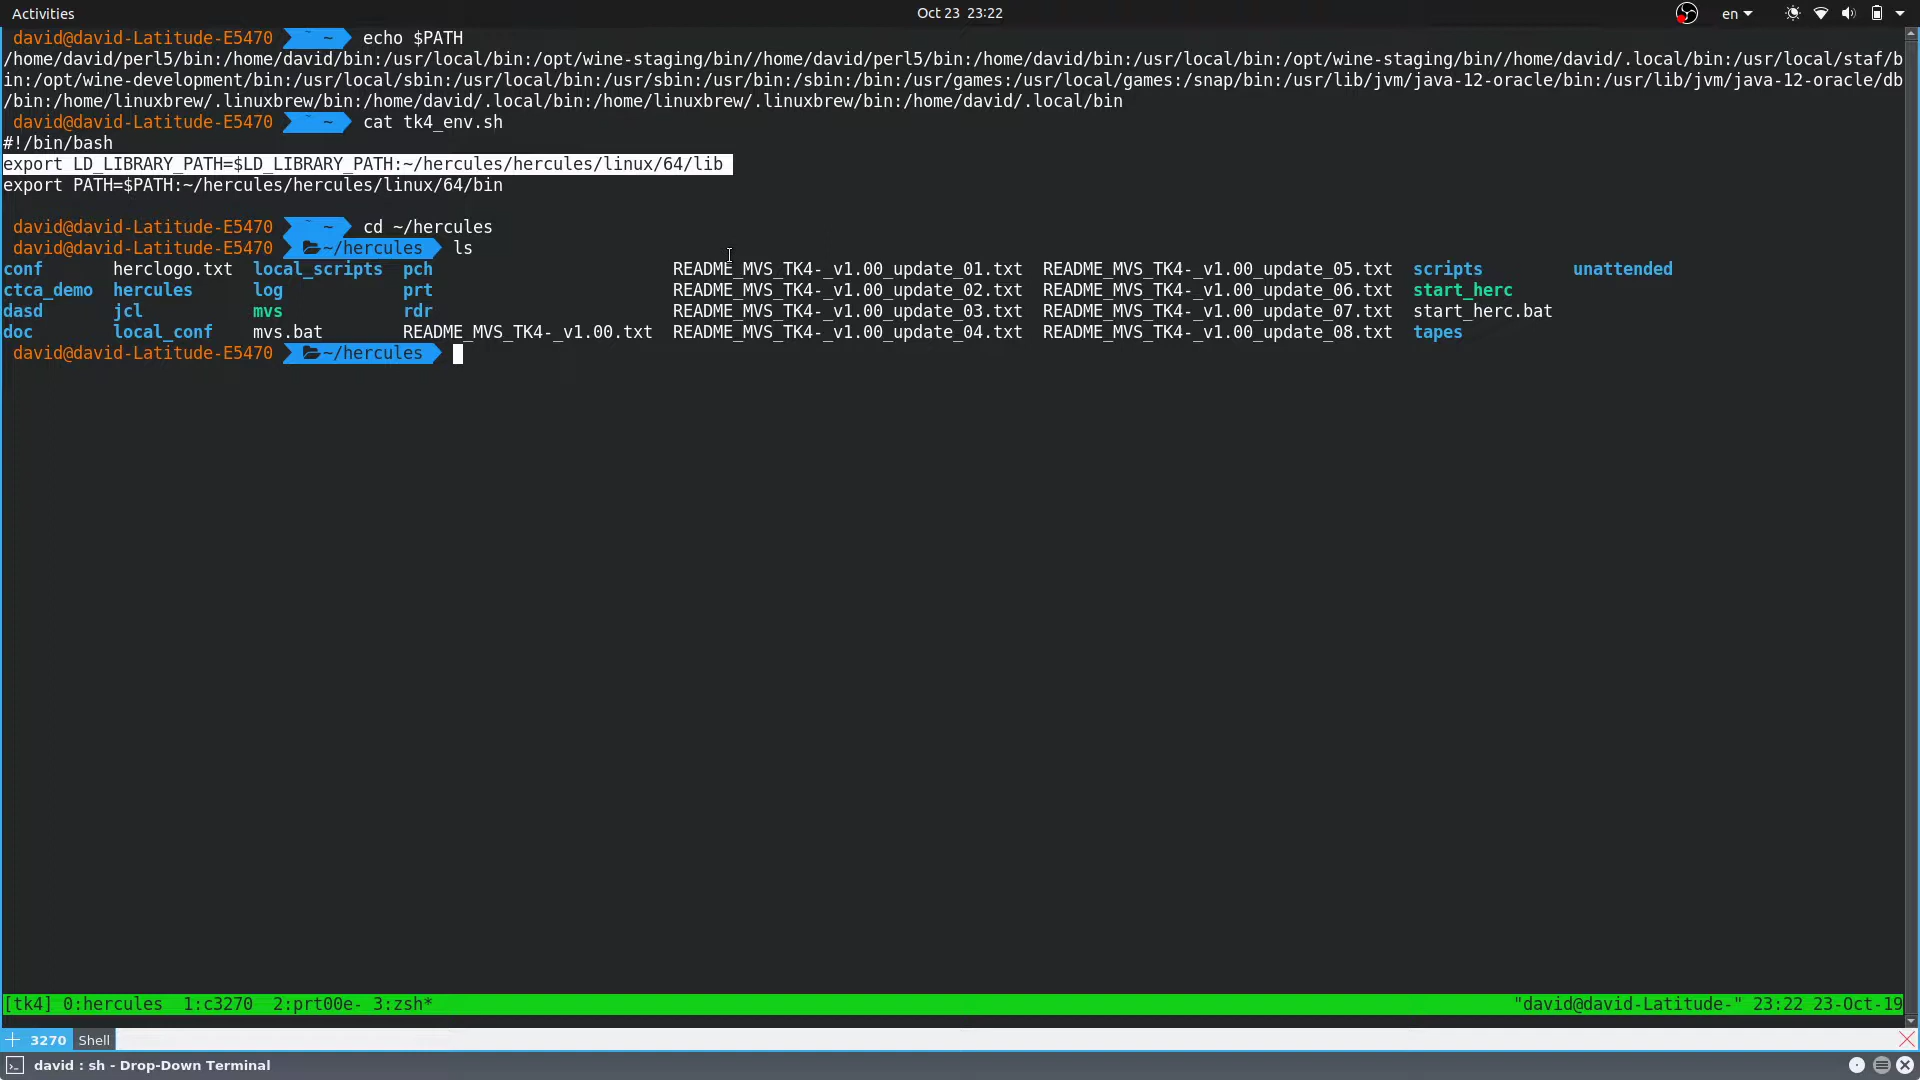 Activities Oct 23 23:22 en
david@david-Latitude-E5470 ~ echo $PATH
/home/david/perl5/bin:/home/david/bin:/usr/local/bin:/opt/wine-staging/bin//home/david/perl5/bin:/home/david/bin:/usr/local/bin:/opt/wine-staging/bin//home/david/.local/bin:/usr/local/staf/b
in:/opt/wine-development/bin:/usr/local/sbin:/usr/local/bin:/usr/sbin:/usr/bin:/sbin:/bin:/usr/games:/usr/local/games:/snap/bin:/usr/lib/jvm/java-12-oracle/bin:/usr/lib/jvm/java-12-oracle/db
/bin:/home/linuxbrew/.linuxbrew/bin:/home/david/.local/bin:/home/linuxbrew/.linuxbrew/bin:/home/david/.local/bin
david@david-Latitude-E5470 ~ cat tk4_env.sh
#!/bin/bash
export LD_LIBRARY_PATH=$LD_LIBRARY_PATH:~/hercules/hercules/linux/64/lib
export PATH=$PATH:~/hercules/hercules/linux/64/bin
david@david-Latitude-E5470 ~ cd ~/hercules
david@david-Latitude-E5470 ~/hercules ls
conf herclogo.txt local_scripts pch README_MVS_TK4-_v1.00_update_01.txt README_MVS_TK4-_v1.00_update_05.txt scripts unattended
ctca_demo hercules log prt README_MVS_TK4-_v1.00_update_02.txt README_MVS_TK4-_v1.00_update_06.txt start_herc
dasd jcl mvs rdr README_MVS_TK4-_v1.00_update_03.txt README_MVS_TK4-_v1.00_update_07.txt start_herc.bat
doc local_conf mvs.bat README_MVS_TK4-_v1.00.txt README_MVS_TK4-_v1.00_update_04.txt README_MVS_TK4-_v1.00_update_08.txt tapes
david@david-Latitude-E5470 ~/hercules
[tk4] 0:hercules 1:c3270 2:prt00e- 3:zsh* "david@david-Latitude-" 23:22 23-Oct-19
3270 Shell
david : sh - Drop-Down Terminal